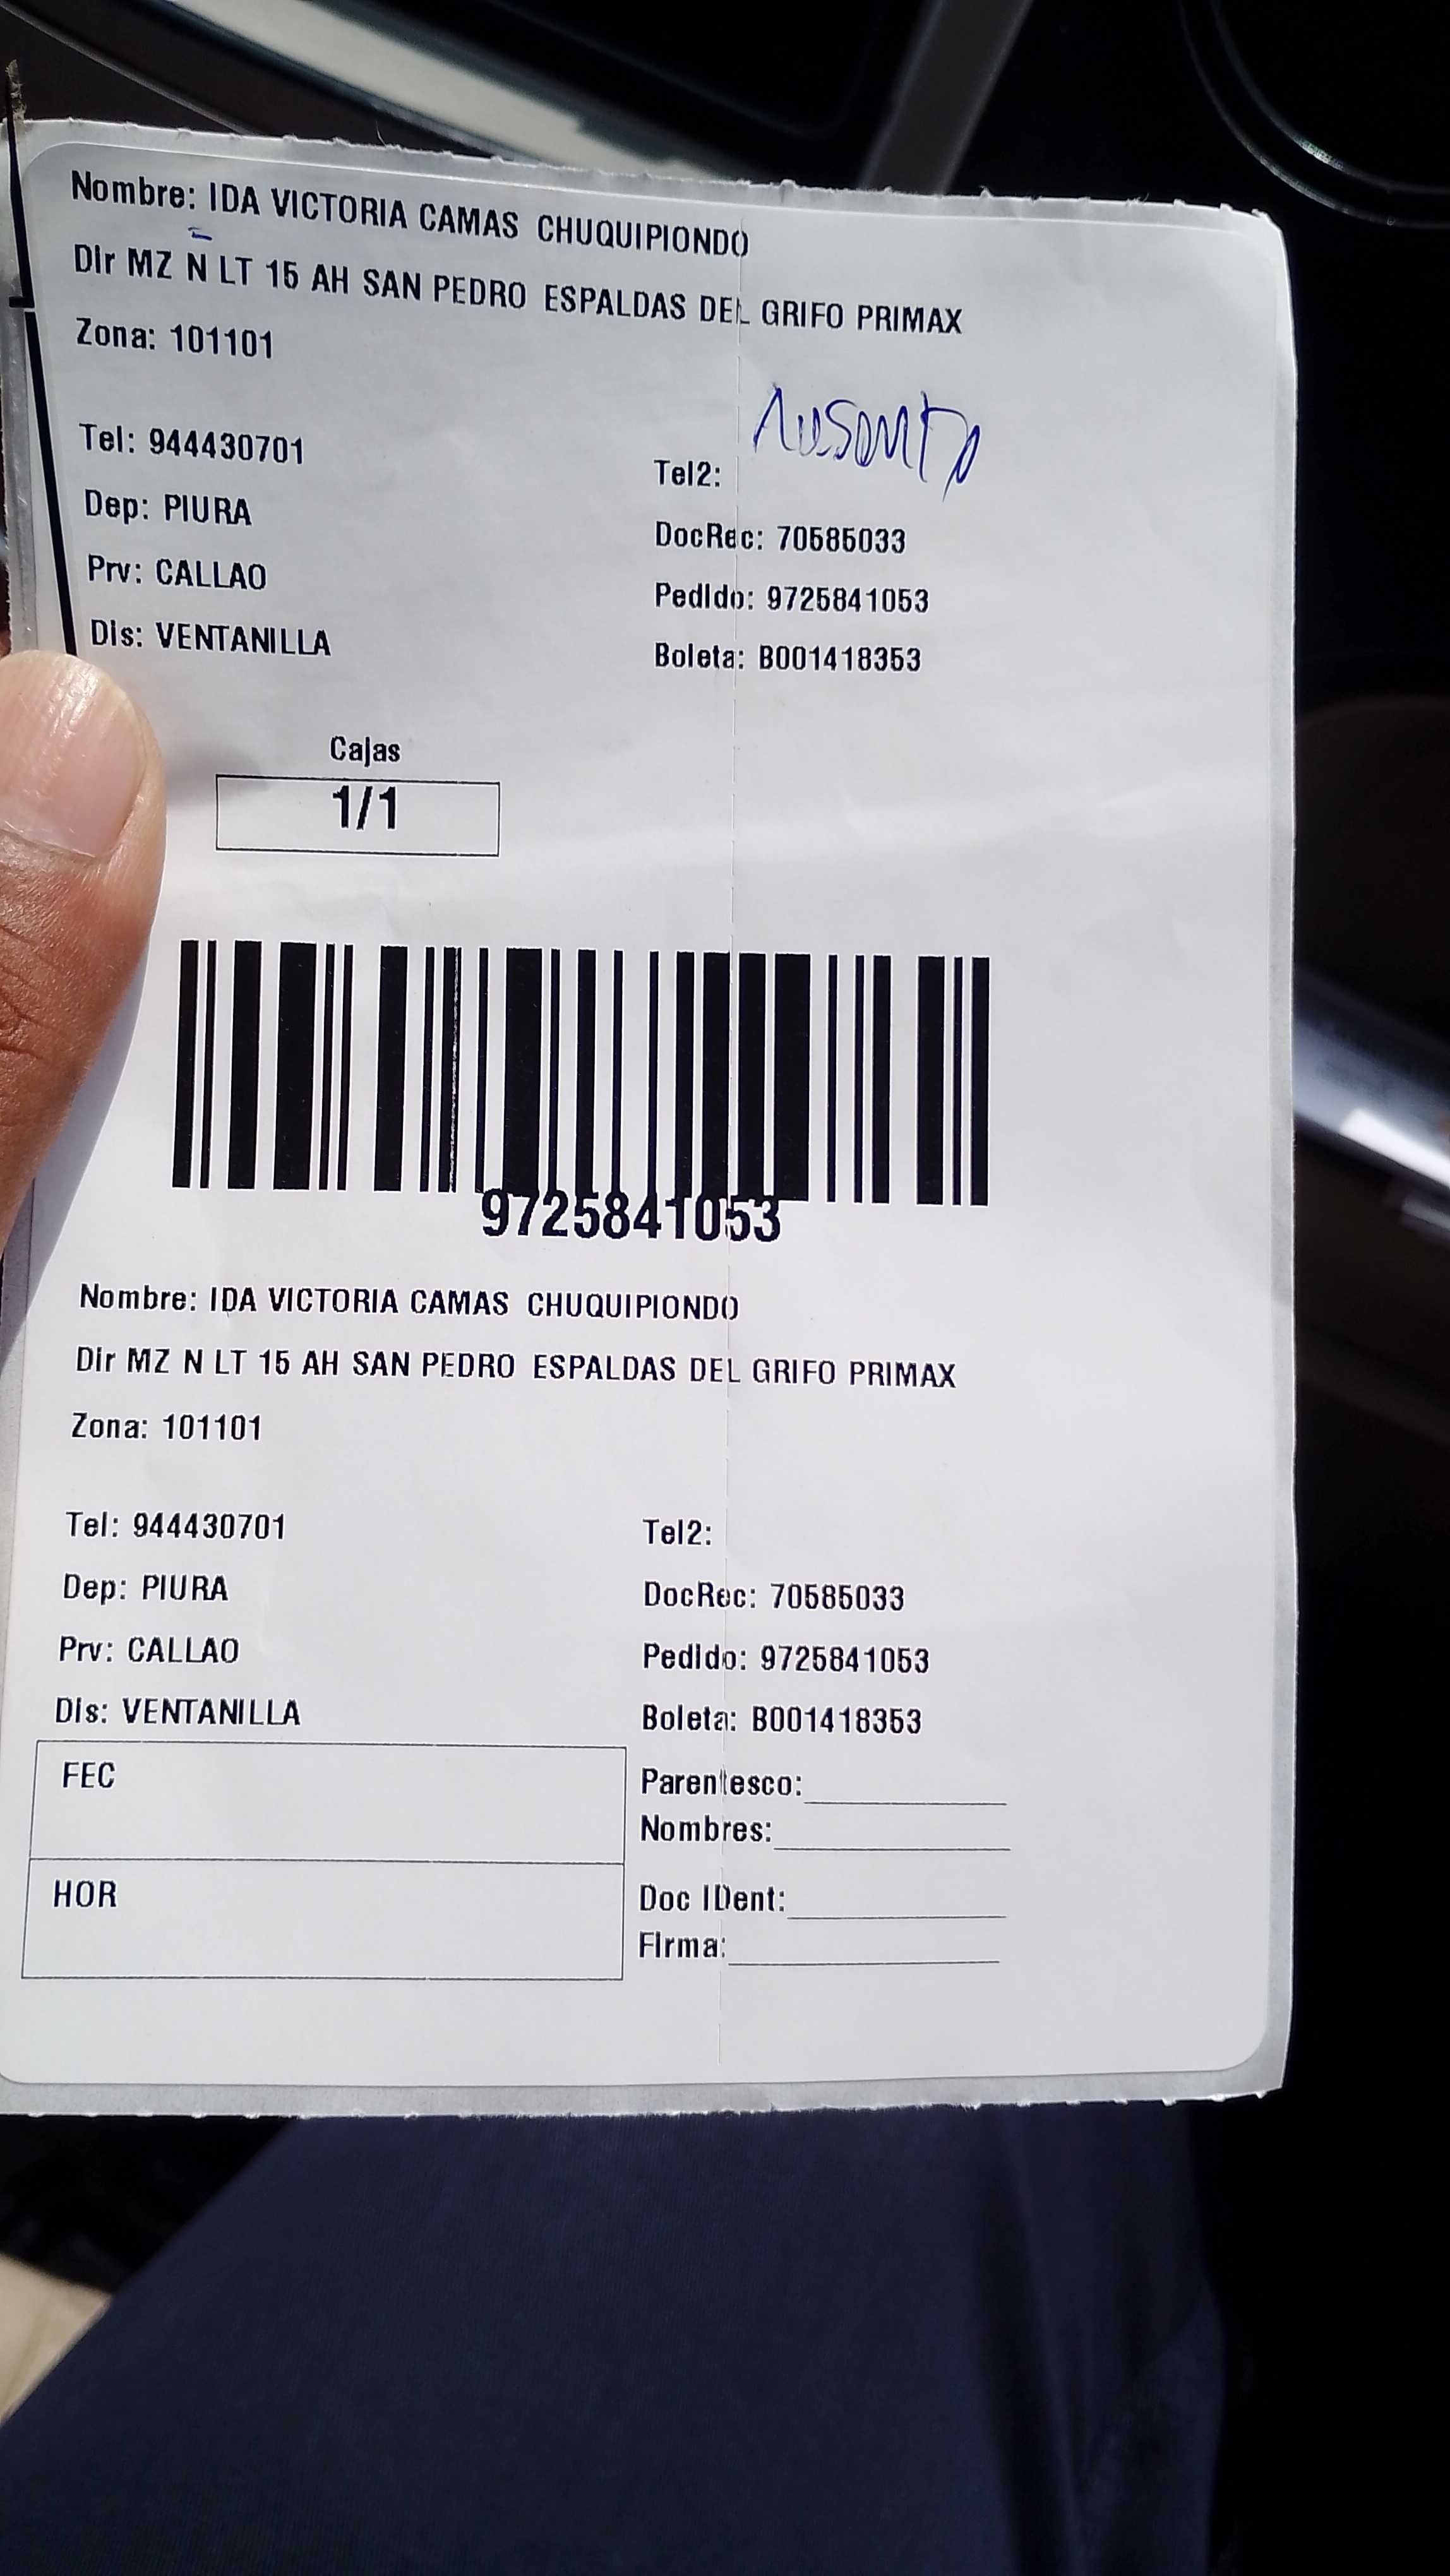 Nombre: IDA VICTORIA CAMAS CHUQUIPIONDO
Dir MZ N LT 15 AH SAN PEDRO ESPALDAS DEL GRIFO PRIMAX
Zona: 101101
Ausente
Tel: 944430701 Tel2:
Dep: PIURA DocRec: 70585033
Prv: CALLAO Pedido: 9725841053
Dis: VENTANILLA Boleta: B001418353
Cajas
1/1
9725841053
Nombre: IDA VICTORIA CAMAS CHUQUIPIONDO
Dir MZ N LT 15 AH SAN PEDRO ESPALDAS DEL GRIFO PRIMAX
Zona: 101101
Tel: 944430701 Tel2:
Dep: PIURA DocRec: 70585033
Prv: CALLAO Pedido: 9725841053
Dis: VENTANILLA Boleta: B001418353
FEC Parentesco:
Nombres:
HOR Doc IDent:
Firma: